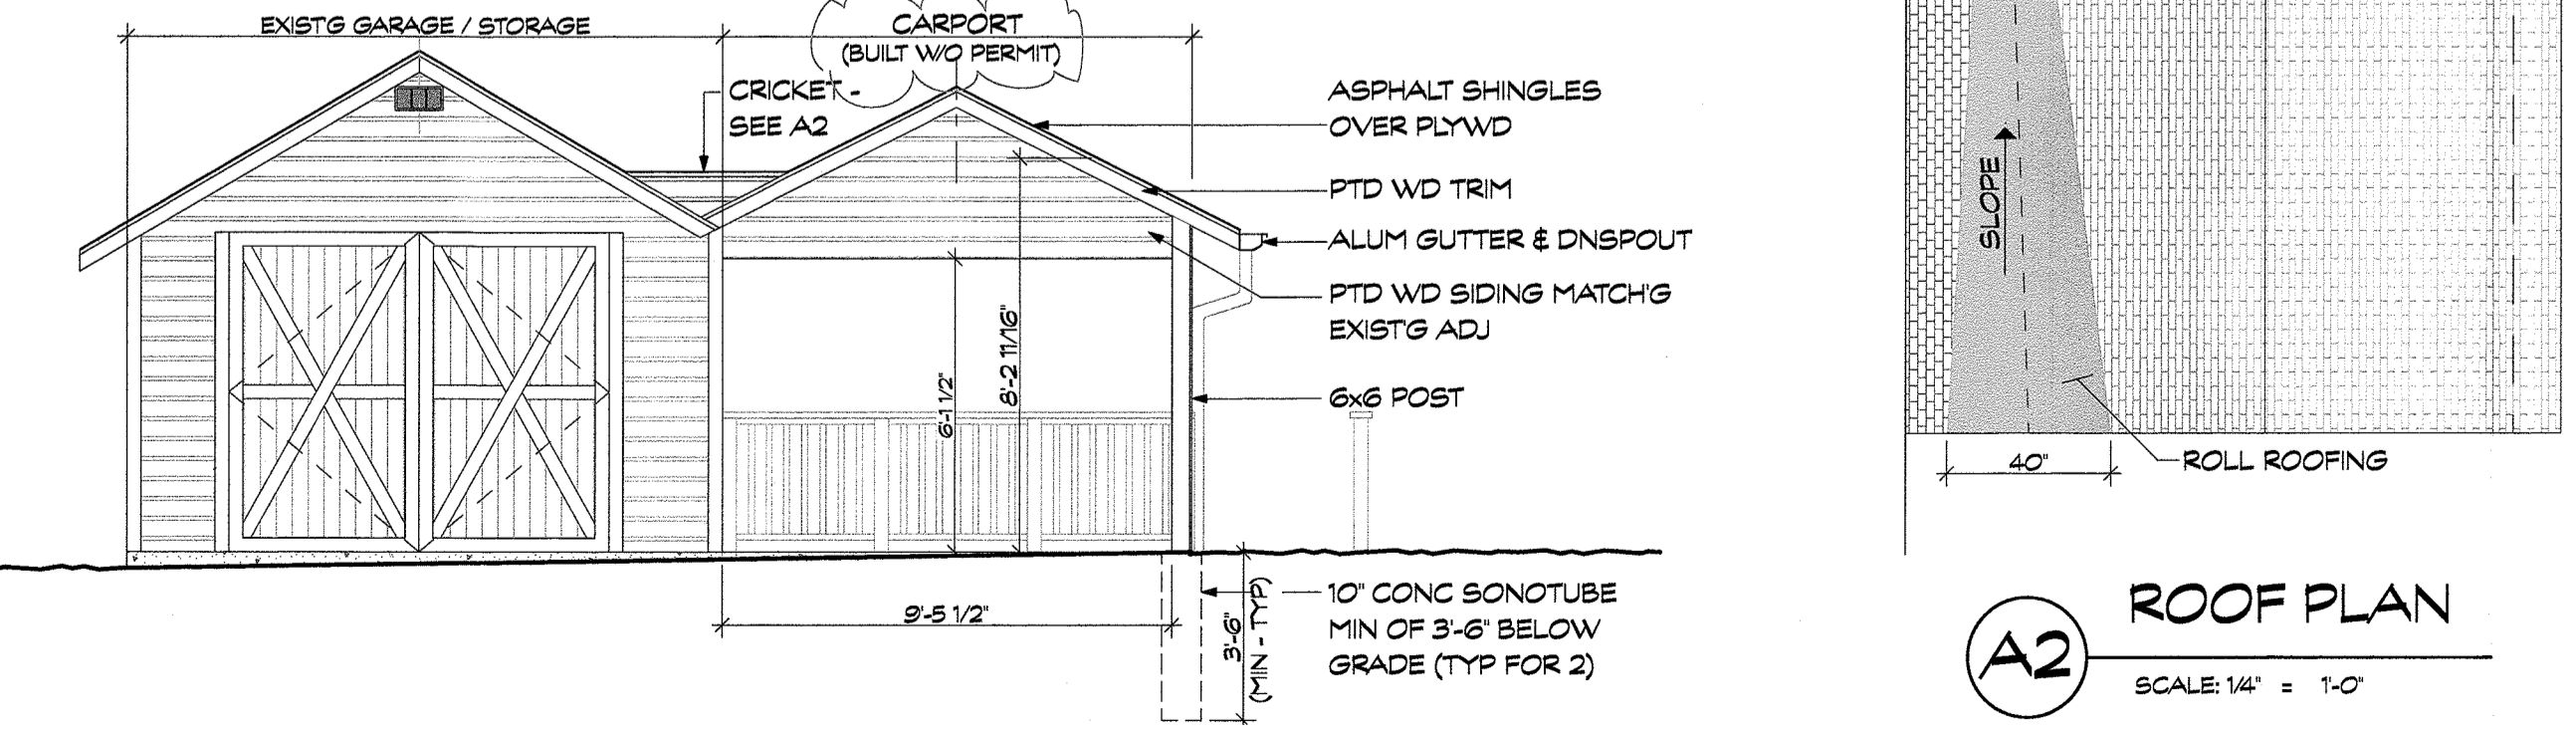 EXISTG GARAGE / STORAGE
CARPORT
(BUILT W/O PERMIT)
CRICKET -
SEE A2
ASPHALT SHINGLES
OVER PLYWD
PTD WD TRIM
ALUM GUTTER & DNSPOUT
PTD WD SIDING MATCH'G
EXISTG ADJ
6x6 POST
6'-1 1/2"
8'-2 11/16"
9'-5 1/2"
3'-6"
(MIN - TYP)
10" CONC SONOTUBE
MIN OF 3'-6" BELOW
GRADE (TYP FOR 2)
SLOPE
40"
ROLL ROOFING
A2
ROOF PLAN
SCALE: 1/4" = 1'-0"